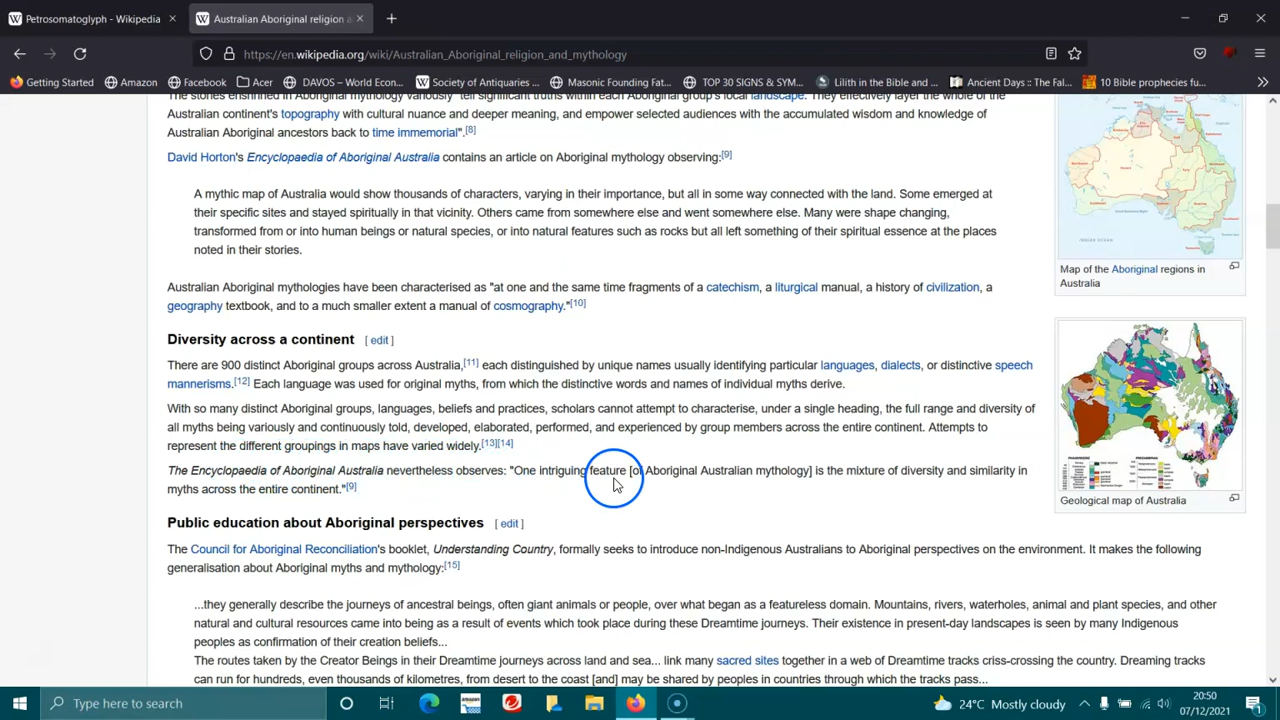 Petrosomatoglyph - Wikipedia
Australian Aboriginal religion a
https://en.wikipedia.org/wiki/Australian_Aboriginal_religion_and_mythology
Getting Started Amazon Facebook Acer DAVOS – World Econ... Society of Antiquaries ... Masonic Founding Fat... TOP 30 SIGNS & SYM... Lilith in the Bible and ... Ancient Days :: The Fal... 10 Bible prophecies fu...
Australian continent's topography with cultural nuance and deeper meaning, and empower selected audiences with the accumulated wisdom and knowledge of
Australian Aboriginal ancestors back to time immemorial".[8]
David Horton's Encyclopaedia of Aboriginal Australia contains an article on Aboriginal mythology observing:[9]
A mythic map of Australia would show thousands of characters, varying in their importance, but all in some way connected with the land. Some emerged at
their specific sites and stayed spiritually in that vicinity. Others came from somewhere else and went somewhere else. Many were shape changing,
transformed from or into human beings or natural species, or into natural features such as rocks but all left something of their spiritual essence at the places
noted in their stories.
Australian Aboriginal mythologies have been characterised as "at one and the same time fragments of a catechism, a liturgical manual, a history of civilization, a
geography textbook, and to a much smaller extent a manual of cosmography."[10]
Diversity across a continent [ edit ]
There are 900 distinct Aboriginal groups across Australia,[11] each distinguished by unique names usually identifying particular languages, dialects, or distinctive speech
mannerisms.[12] Each language was used for original myths, from which the distinctive words and names of individual myths derive.
With so many distinct Aboriginal groups, languages, beliefs and practices, scholars cannot attempt to characterise, under a single heading, the full range and diversity of
all myths being variously and continuously told, developed, elaborated, performed, and experienced by group members across the entire continent. Attempts to
represent the different groupings in maps have varied widely.[13][14]
The Encyclopaedia of Aboriginal Australia nevertheless observes: "One intriguing feature [of Aboriginal Australian mythology] is the mixture of diversity and similarity in
myths across the entire continent."[9]
Public education about Aboriginal perspectives [ edit ]
The Council for Aboriginal Reconciliation's booklet, Understanding Country, formally seeks to introduce non-Indigenous Australians to Aboriginal perspectives on the environment. It makes the following
generalisation about Aboriginal myths and mythology:[15]
...they generally describe the journeys of ancestral beings, often giant animals or people, over what began as a featureless domain. Mountains, rivers, waterholes, animal and plant species, and other
natural and cultural resources came into being as a result of events which took place during these Dreamtime journeys. Their existence in present-day landscapes is seen by many Indigenous
peoples as confirmation of their creation beliefs...
The routes taken by the Creator Beings in their Dreamtime journeys across land and sea... link many sacred sites together in a web of Dreamtime tracks criss-crossing the country. Dreaming tracks
can run for hundreds, even thousands of kilometres, from desert to the coast [and] may be shared by peoples in countries through which the tracks pass...
Map of the Aboriginal regions in
Australia
Geological map of Australia
Type here to search
24°C Mostly cloudy
20:50
07/12/2021